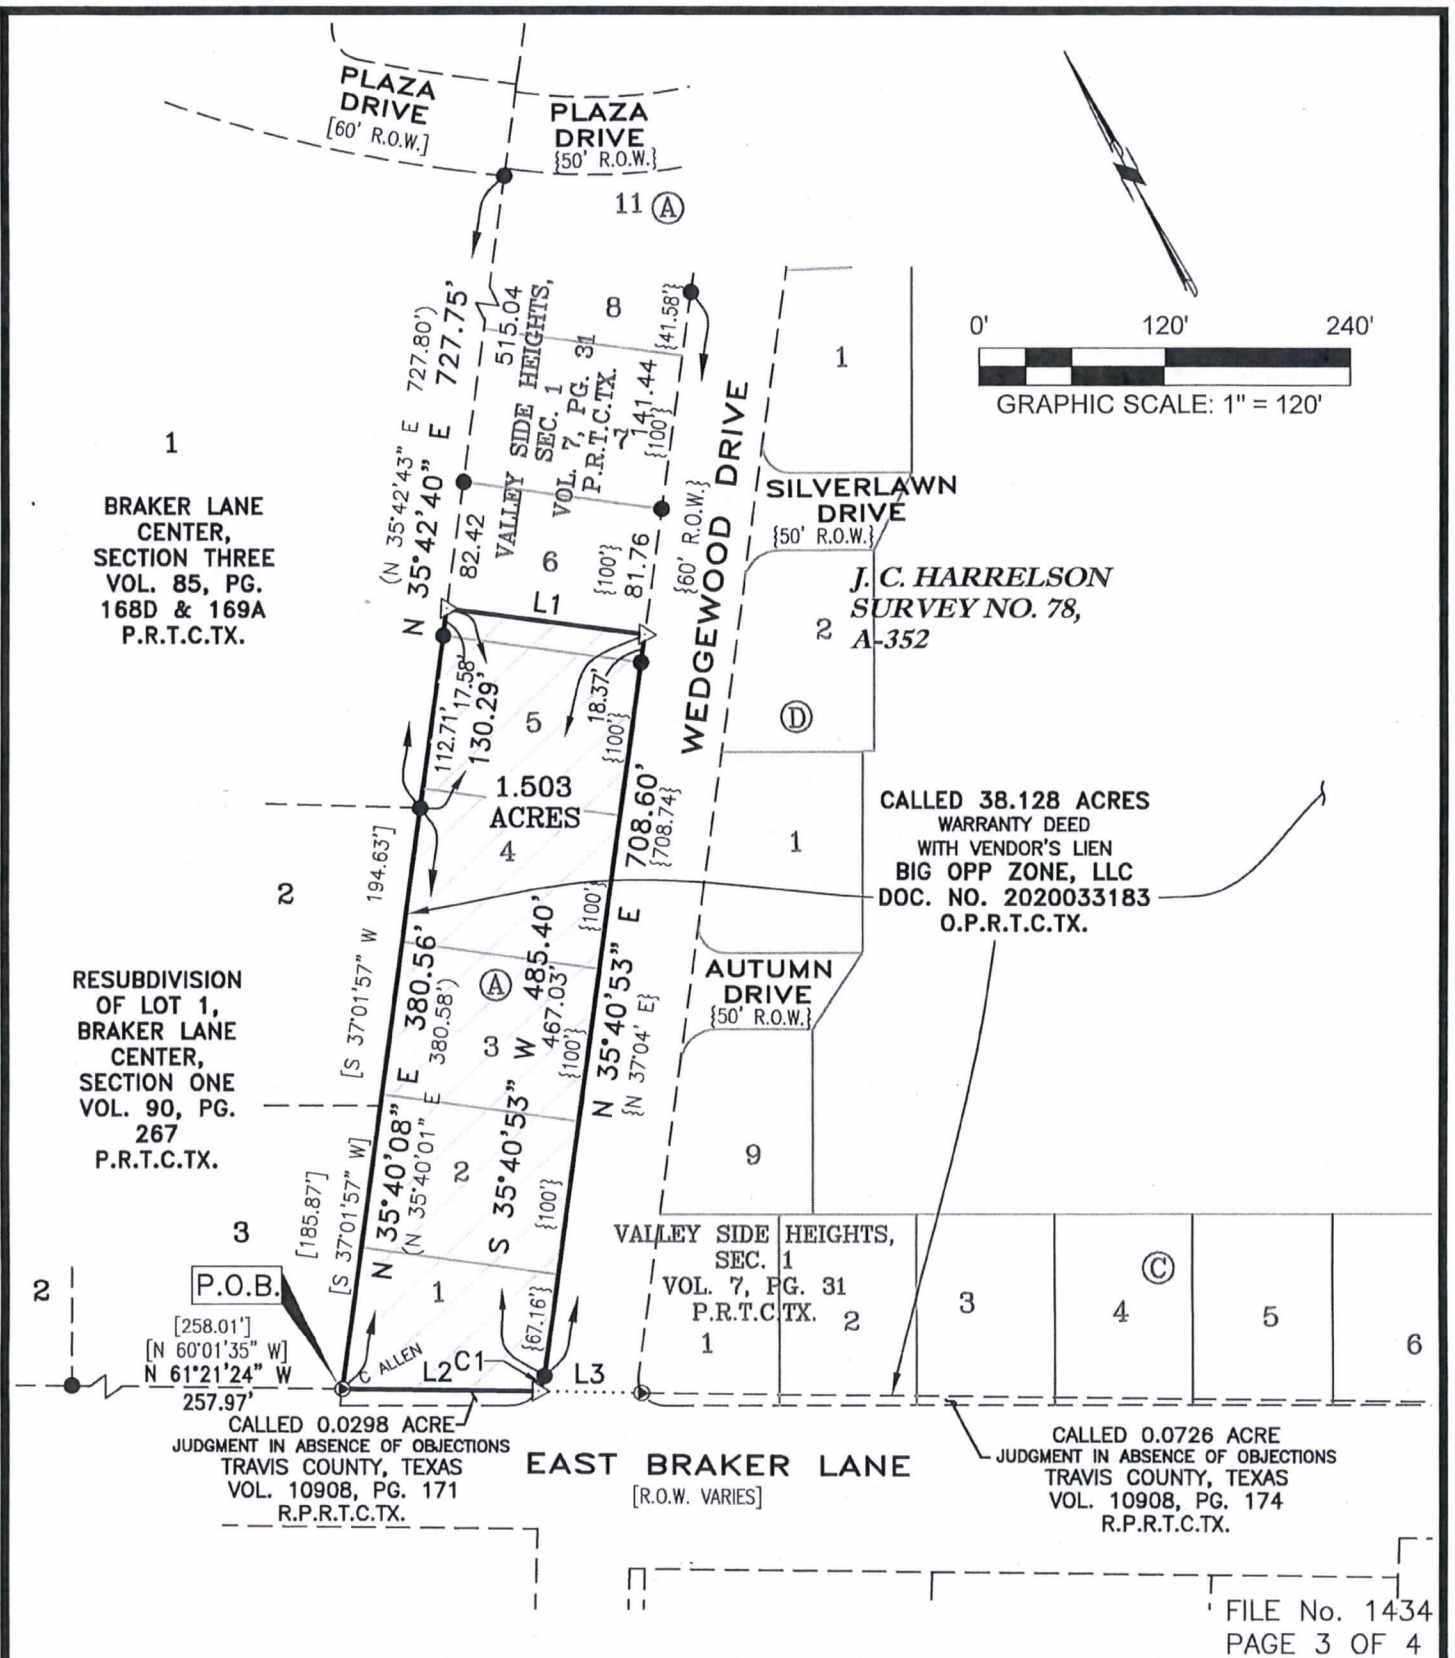 PLAZA
DRIVE
[60' R.O.W.]
PLAZA
DRIVE
{50' R.O.W.}
11 A
8
{41.58'}
0' 120' 240'
GRAPHIC SCALE: 1" = 120'
1
(N 35°42'43" E 727.80')
N 35°42'40" E 727.75'
515.04
VALLEY SIDE HEIGHTS,
SEC. 1
VOL. 7, PG. 31
P.R.T.C.TX.
7
141.44
{100'}
WEDGEWOOD DRIVE
{60' R.O.W.}
SILVERLAWN
DRIVE
{50' R.O.W.}
1
BRAKER LANE
CENTER,
SECTION THREE
VOL. 85, PG.
168D & 169A
P.R.T.C.TX.
82.42
6
{100'}
81.76
J. C. HARRELSON
SURVEY NO. 78,
A-352
2
D
L1
112.71'
17.58'
130.29'
5
18.37'
{100'}
1.503
ACRES
4
708.60'
{708.74}
1
CALLED 38.128 ACRES
WARRANTY DEED
WITH VENDOR'S LIEN
BIG OPP ZONE, LLC
DOC. NO. 2020033183
O.P.R.T.C.TX.
2
[S 37°01'57" W 194.63']
{100'}
RESUBDIVISION
OF LOT 1,
BRAKER LANE
CENTER,
SECTION ONE
VOL. 90, PG.
267
P.R.T.C.TX.
N 35°40'08" E 380.56'
(N 35°40'01" E 380.58')
A
3
S 35°40'53" W 485.40'
467.03'
{100'}
N 35°40'53" E
{N 37°04' E}
AUTUMN
DRIVE
{50' R.O.W.}
9
2
{100'}
[185.87']
[S 37°01'57" W]
3
VALLEY SIDE HEIGHTS,
SEC. 1
VOL. 7, PG. 31
P.R.T.C.TX.
1
2
3
C
4
5
6
2
P.O.B.
1
{67.16'}
[258.01']
[N 60°01'35" W]
N 61°21'24" W
257.97'
C ALLEN
L2
C1
L3
CALLED 0.0298 ACRE
JUDGMENT IN ABSENCE OF OBJECTIONS
TRAVIS COUNTY, TEXAS
VOL. 10908, PG. 171
R.P.R.T.C.TX.
EAST BRAKER LANE
[R.O.W. VARIES]
CALLED 0.0726 ACRE
JUDGMENT IN ABSENCE OF OBJECTIONS
TRAVIS COUNTY, TEXAS
VOL. 10908, PG. 174
R.P.R.T.C.TX.
FILE No. 1434
PAGE 3 OF 4